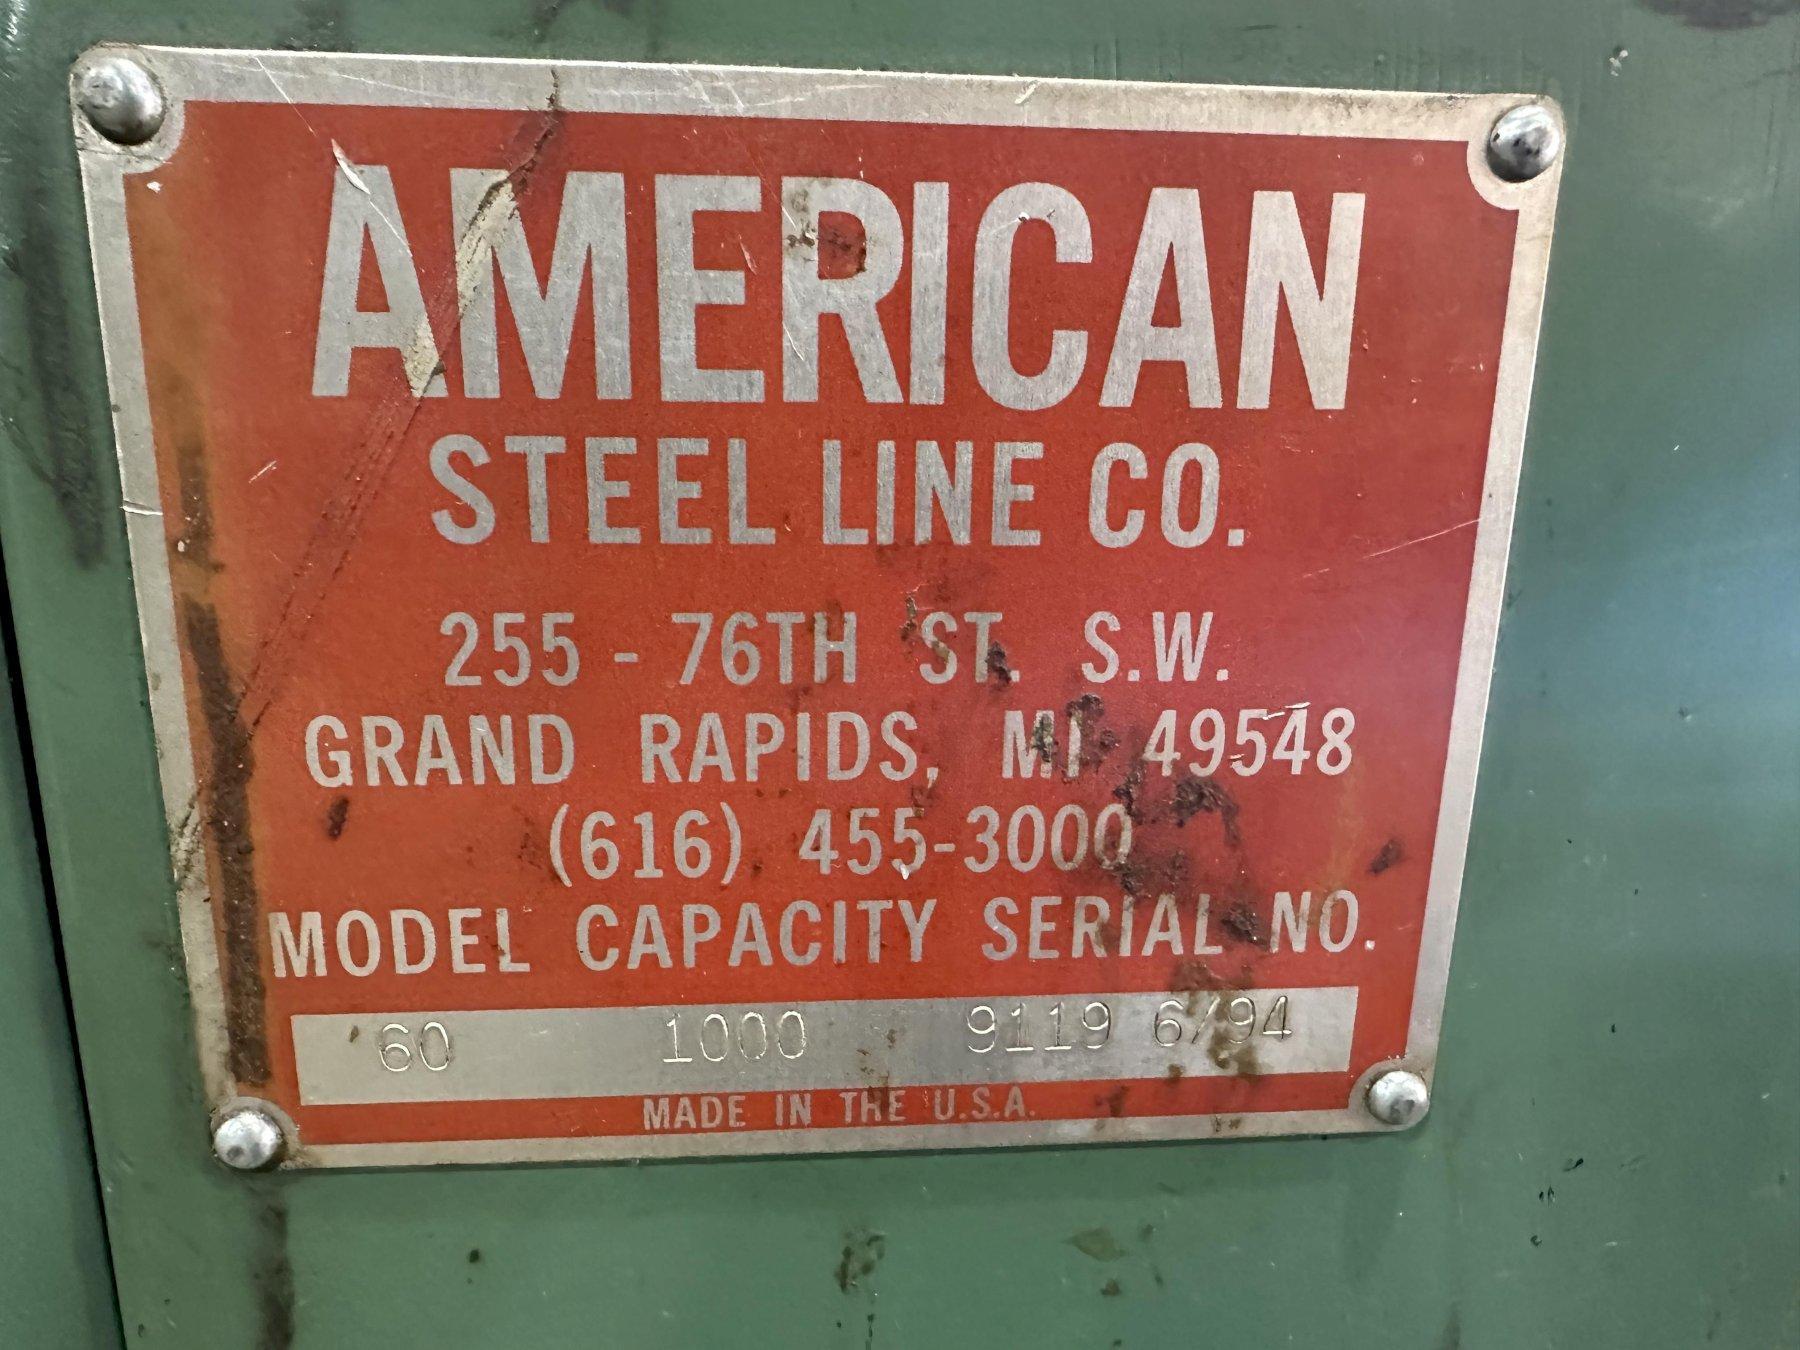 AMERICAN
STEEL LINE CO.
255 - 76TH ST. S.W.
GRAND RAPIDS, MI 49548
(616) 455-3000
MODEL CAPACITY SERIAL NO.
60 1000 9119 6/94
MADE IN THE U.S.A.